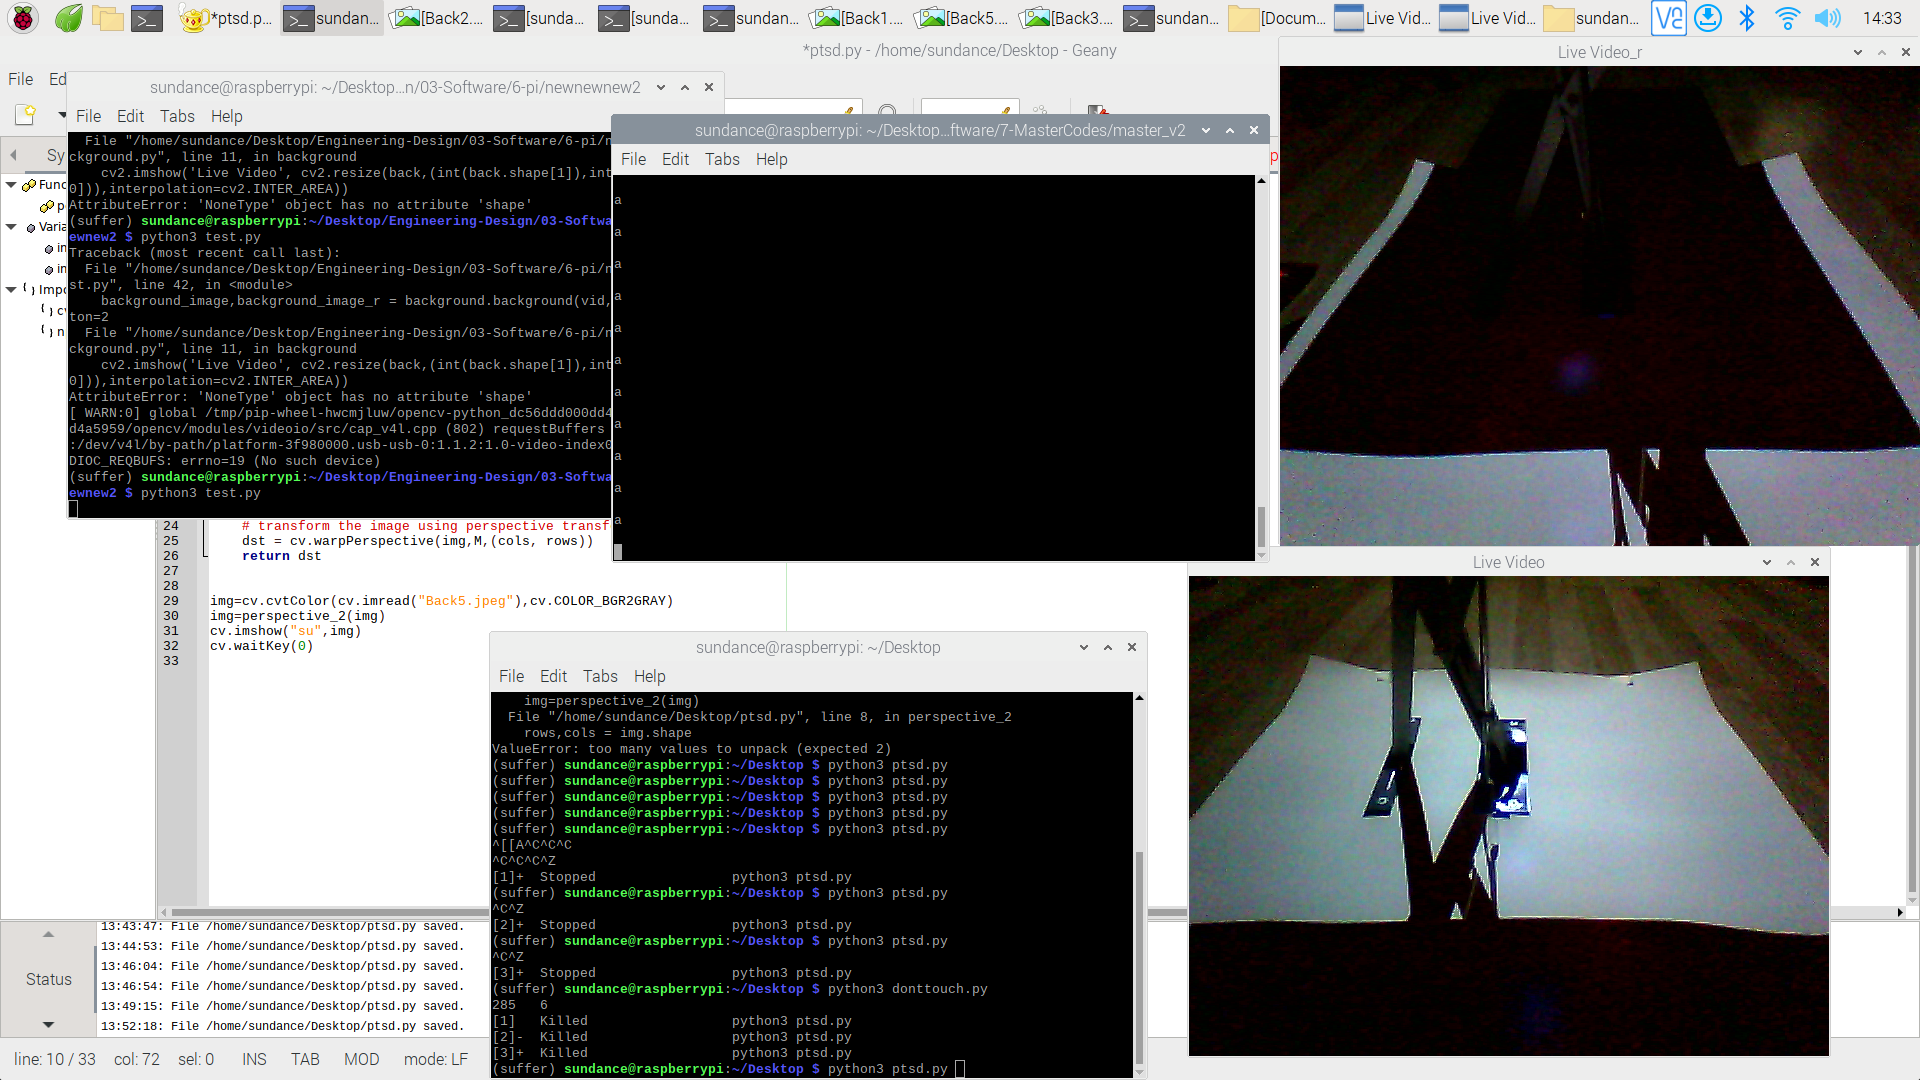 *ptsd.p...
sundan...
[Back2....
[sunda...
[sunda...
sundan...
[Back1....
[Back5....
[Back3....
sundan...
[Docum...
Live Vid...
Live Vid...
sundan...
14:33
*ptsd.py - /home/sundance/Desktop - Geany
File Ed
Sy
Func
p
Varia
in
in
Impo
cv
n
sundance@raspberrypi: ~/Desktop...n/03-Software/6-pi/newnewnew2
File Edit Tabs Help
File "/home/sundance/Desktop/Engineering-Design/03-Software/6-pi/n
ckground.py", line 11, in background
cv2.imshow('Live Video', cv2.resize(back,(int(back.shape[1]),int
0])),interpolation=cv2.INTER_AREA))
AttributeError: 'NoneType' object has no attribute 'shape'
(suffer) sundance@raspberrypi:~/Desktop/Engineering-Design/03-Softwa
ewnew2 $ python3 test.py
Traceback (most recent call last):
File "/home/sundance/Desktop/Engineering-Design/03-Software/6-pi/n
st.py", line 42, in <module>
background_image,background_image_r = background.background(vid,
ton=2
File "/home/sundance/Desktop/Engineering-Design/03-Software/6-pi/n
ckground.py", line 11, in background
cv2.imshow('Live Video', cv2.resize(back,(int(back.shape[1]),int
0])),interpolation=cv2.INTER_AREA))
AttributeError: 'NoneType' object has no attribute 'shape'
[ WARN:0] global /tmp/pip-wheel-hwcmjluw/opencv-python_dc56ddd000dd4
d4a5959/opencv/modules/videoio/src/cap_v4l.cpp (802) requestBuffers
:/dev/v4l/by-path/platform-3f980000.usb-usb-0:1.1.2:1.0-video-index0
DIOC_REQBUFS: errno=19 (No such device)
(suffer) sundance@raspberrypi:~/Desktop/Engineering-Design/03-Softwa
ewnew2 $ python3 test.py
sundance@raspberrypi: ~/Desktop...ftware/7-MasterCodes/master_v2
File Edit Tabs Help
a
a
a
a
a
a
a
a
a
a
a
Live Video_r
Live Video
24 # transform the image using perspective transf
25 dst = cv.warpPerspective(img,M,(cols, rows))
26 return dst
27
28
29 img=cv.cvtColor(cv.imread("Back5.jpeg"),cv.COLOR_BGR2GRAY)
30 img=perspective_2(img)
31 cv.imshow("su",img)
32 cv.waitKey(0)
33
sundance@raspberrypi: ~/Desktop
File Edit Tabs Help
img=perspective_2(img)
File "/home/sundance/Desktop/ptsd.py", line 8, in perspective_2
rows,cols = img.shape
ValueError: too many values to unpack (expected 2)
(suffer) sundance@raspberrypi:~/Desktop $ python3 ptsd.py
(suffer) sundance@raspberrypi:~/Desktop $ python3 ptsd.py
(suffer) sundance@raspberrypi:~/Desktop $ python3 ptsd.py
(suffer) sundance@raspberrypi:~/Desktop $ python3 ptsd.py
(suffer) sundance@raspberrypi:~/Desktop $ python3 ptsd.py
^[[A^C^C^C
^C^C^C^Z
[1]+ Stopped python3 ptsd.py
(suffer) sundance@raspberrypi:~/Desktop $ python3 ptsd.py
^C^Z
[2]+ Stopped python3 ptsd.py
(suffer) sundance@raspberrypi:~/Desktop $ python3 ptsd.py
^C^Z
[3]+ Stopped python3 ptsd.py
(suffer) sundance@raspberrypi:~/Desktop $ python3 donttouch.py
285 6
[1] Killed python3 ptsd.py
[2]- Killed python3 ptsd.py
[3]+ Killed python3 ptsd.py
(suffer) sundance@raspberrypi:~/Desktop $ python3 ptsd.py
Status
13:43:47: File /home/sundance/Desktop/ptsd.py saved.
13:44:53: File /home/sundance/Desktop/ptsd.py saved.
13:46:04: File /home/sundance/Desktop/ptsd.py saved.
13:46:54: File /home/sundance/Desktop/ptsd.py saved.
13:49:15: File /home/sundance/Desktop/ptsd.py saved.
13:52:18: File /home/sundance/Desktop/ptsd.py saved.
line: 10 / 33 col: 72 sel: 0 INS TAB MOD mode: LF